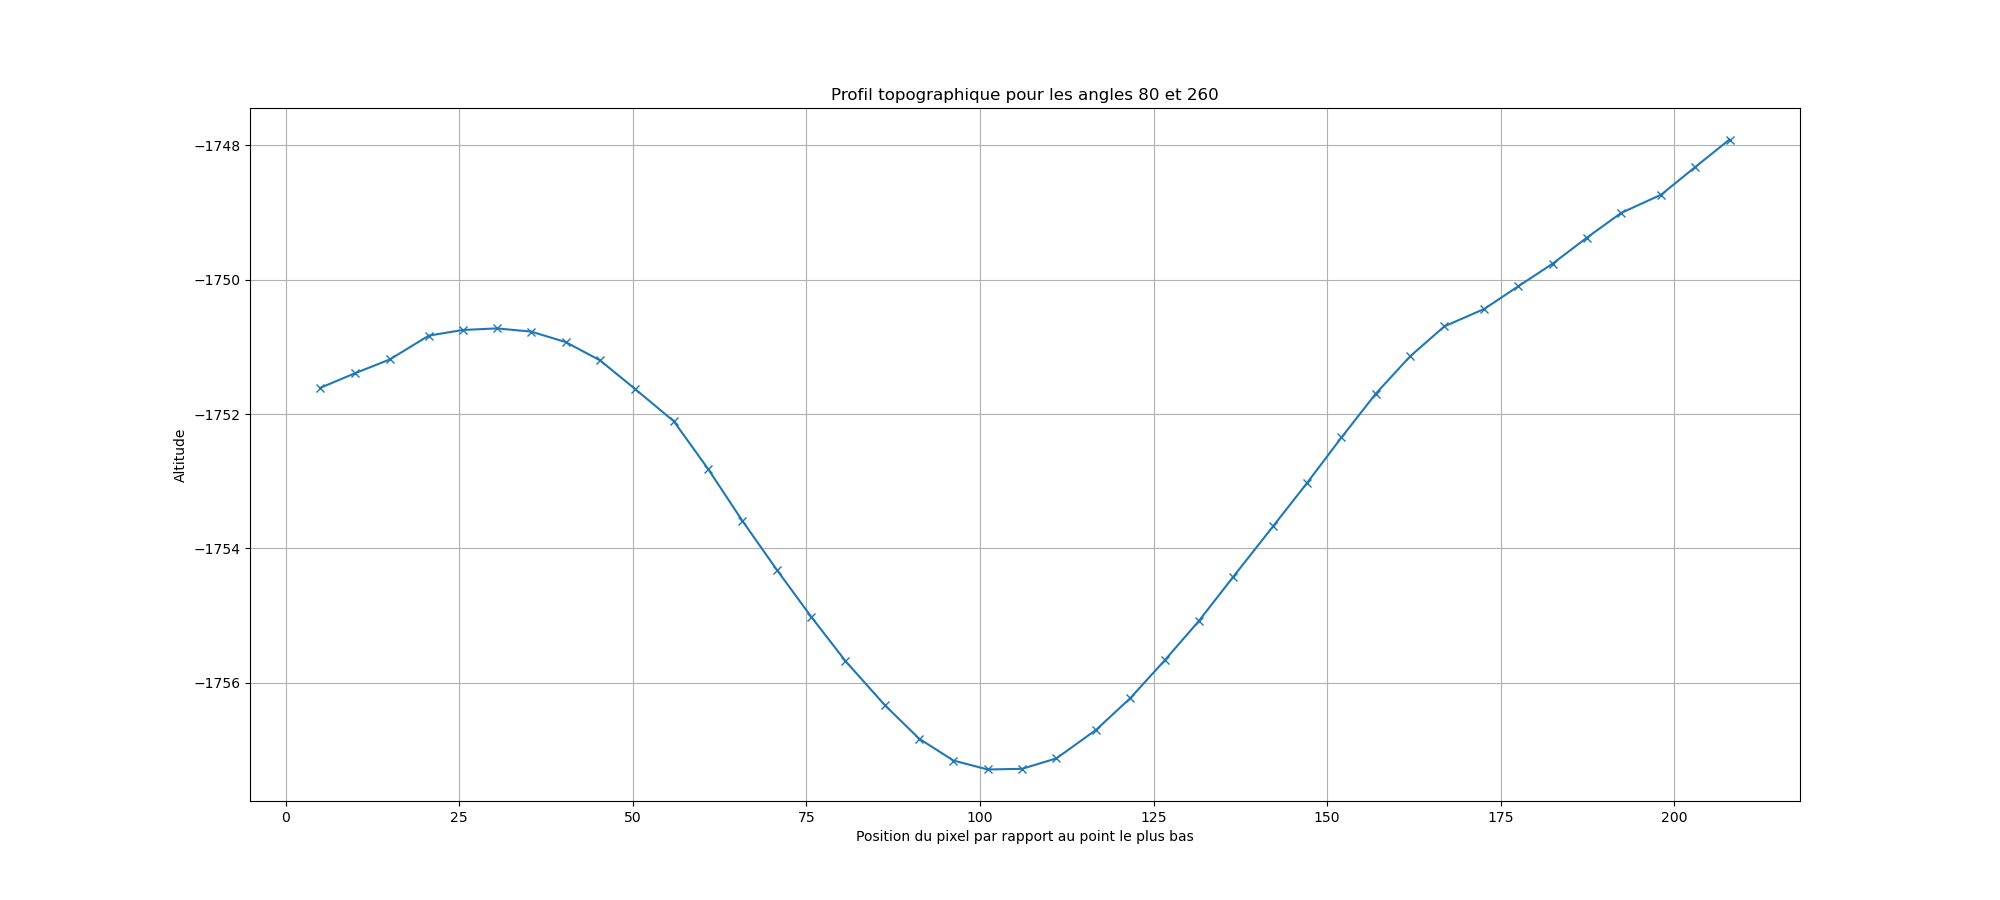 Profil topographique pour les angles 80 et 260
−1748
−1750
−1752
−1754
−1756
Altitude
0 25 50 75 100 125 150 175 200
Position du pixel par rapport au point le plus bas